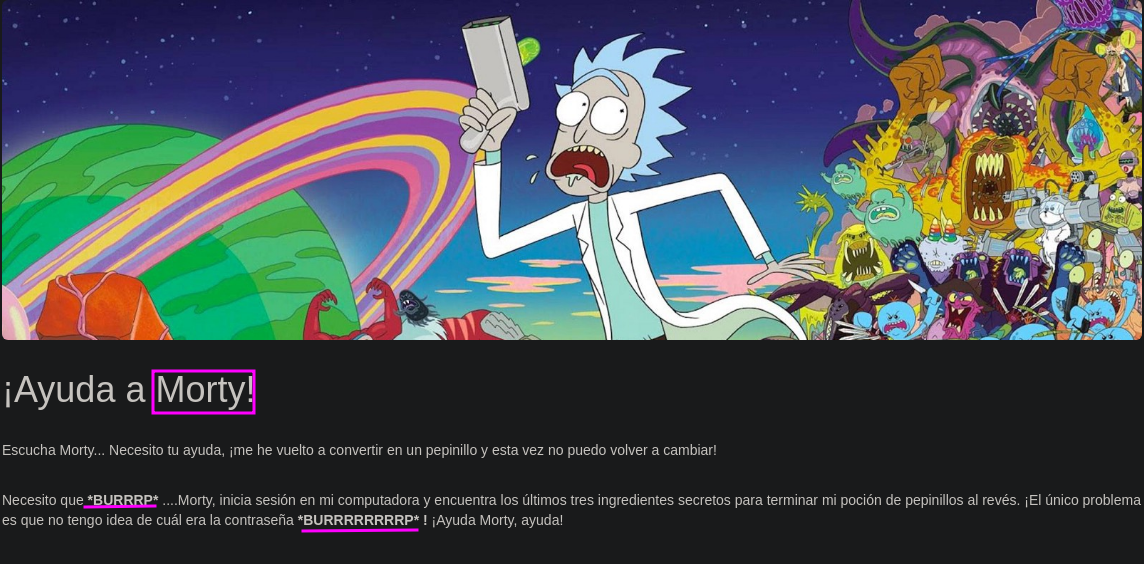 ¡Ayuda a Morty!
Escucha Morty... Necesito tu ayuda, ¡me he vuelto a convertir en un pepinillo y esta vez no puedo volver a cambiar!
Necesito que *BURRRP* ....Morty, inicia sesión en mi computadora y encuentra los últimos tres ingredientes secretos para terminar mi poción de pepinillos al revés. ¡El único problema
es que no tengo idea de cuál era la contraseña *BURRRRRRRRP* ! ¡Ayuda Morty, ayuda!